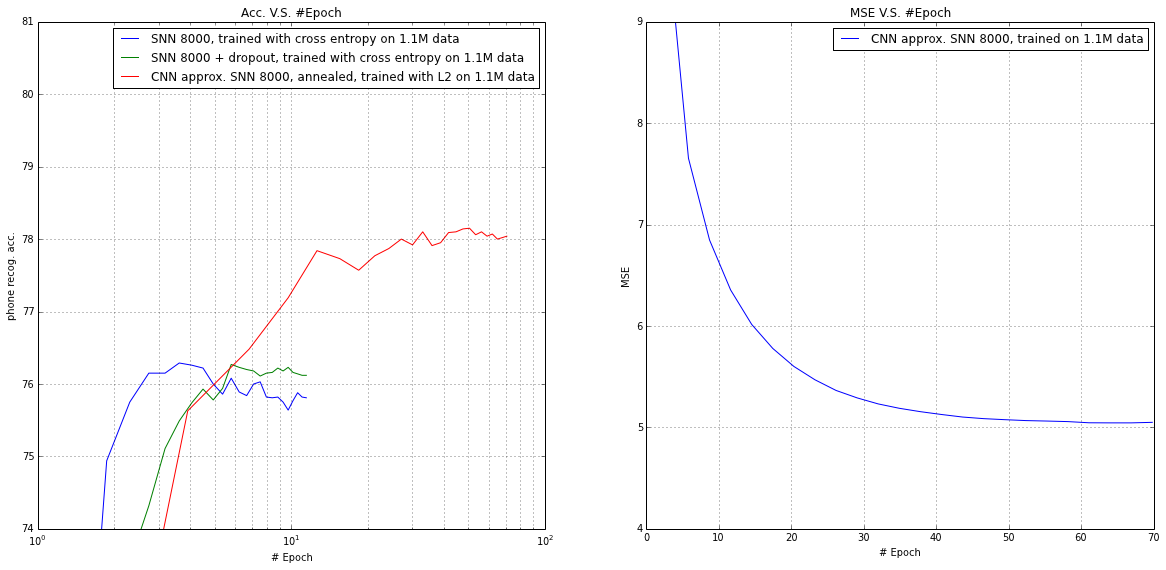 Acc. V.S. #Epoch
SNN 8000, trained with cross entropy on 1.1M data
SNN 8000 + dropout, trained with cross entropy on 1.1M data
CNN approx. SNN 8000, annealed, trained with L2 on 1.1M data
81
80
79
78
77
76
75
74
phone recog. acc.
10^0
10^1
10^2
# Epoch
MSE V.S. #Epoch
CNN approx. SNN 8000, trained on 1.1M data
9
8
7
6
5
4
MSE
0 10 20 30 40 50 60 70
# Epoch